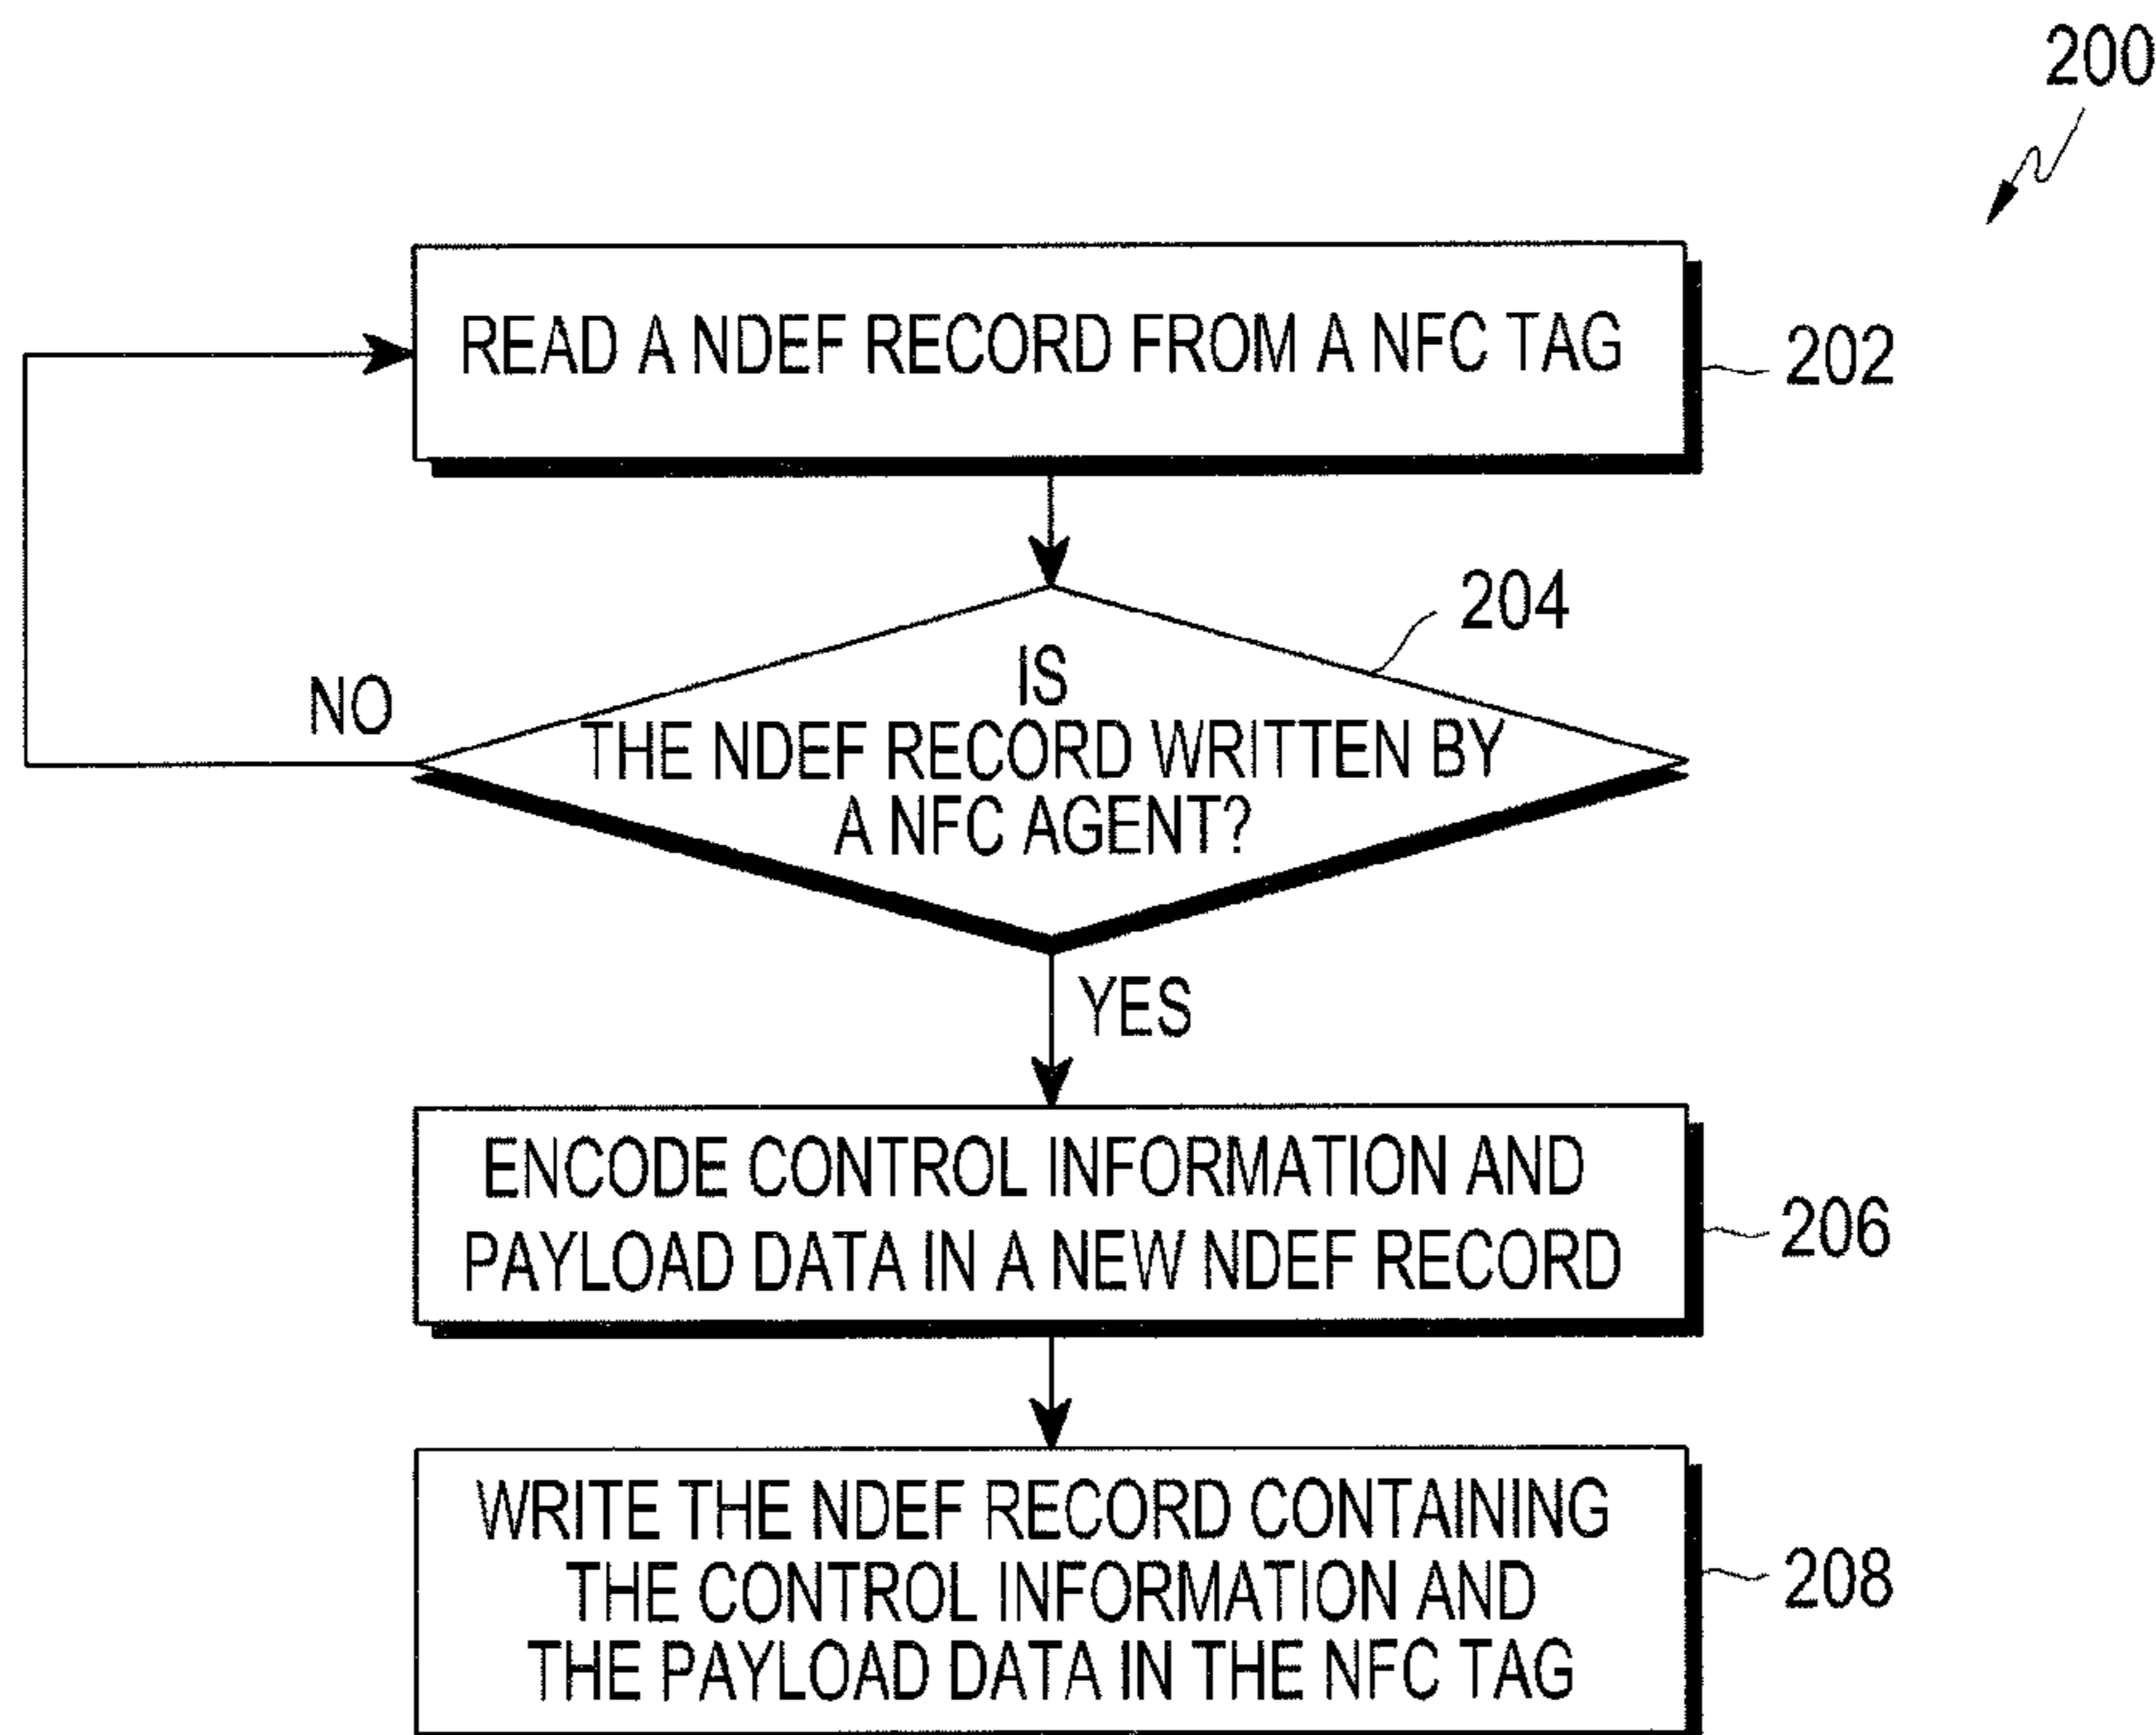 200
READ A NDEF RECORD FROM A NFC TAG
202
204
IS
THE NDEF RECORD WRITTEN BY
A NFC AGENT?
NO
YES
ENCODE CONTROL INFORMATION AND
PAYLOAD DATA IN A NEW NDEF RECORD
206
WRITE THE NDEF RECORD CONTAINING
THE CONTROL INFORMATION AND
THE PAYLOAD DATA IN THE NFC TAG
208